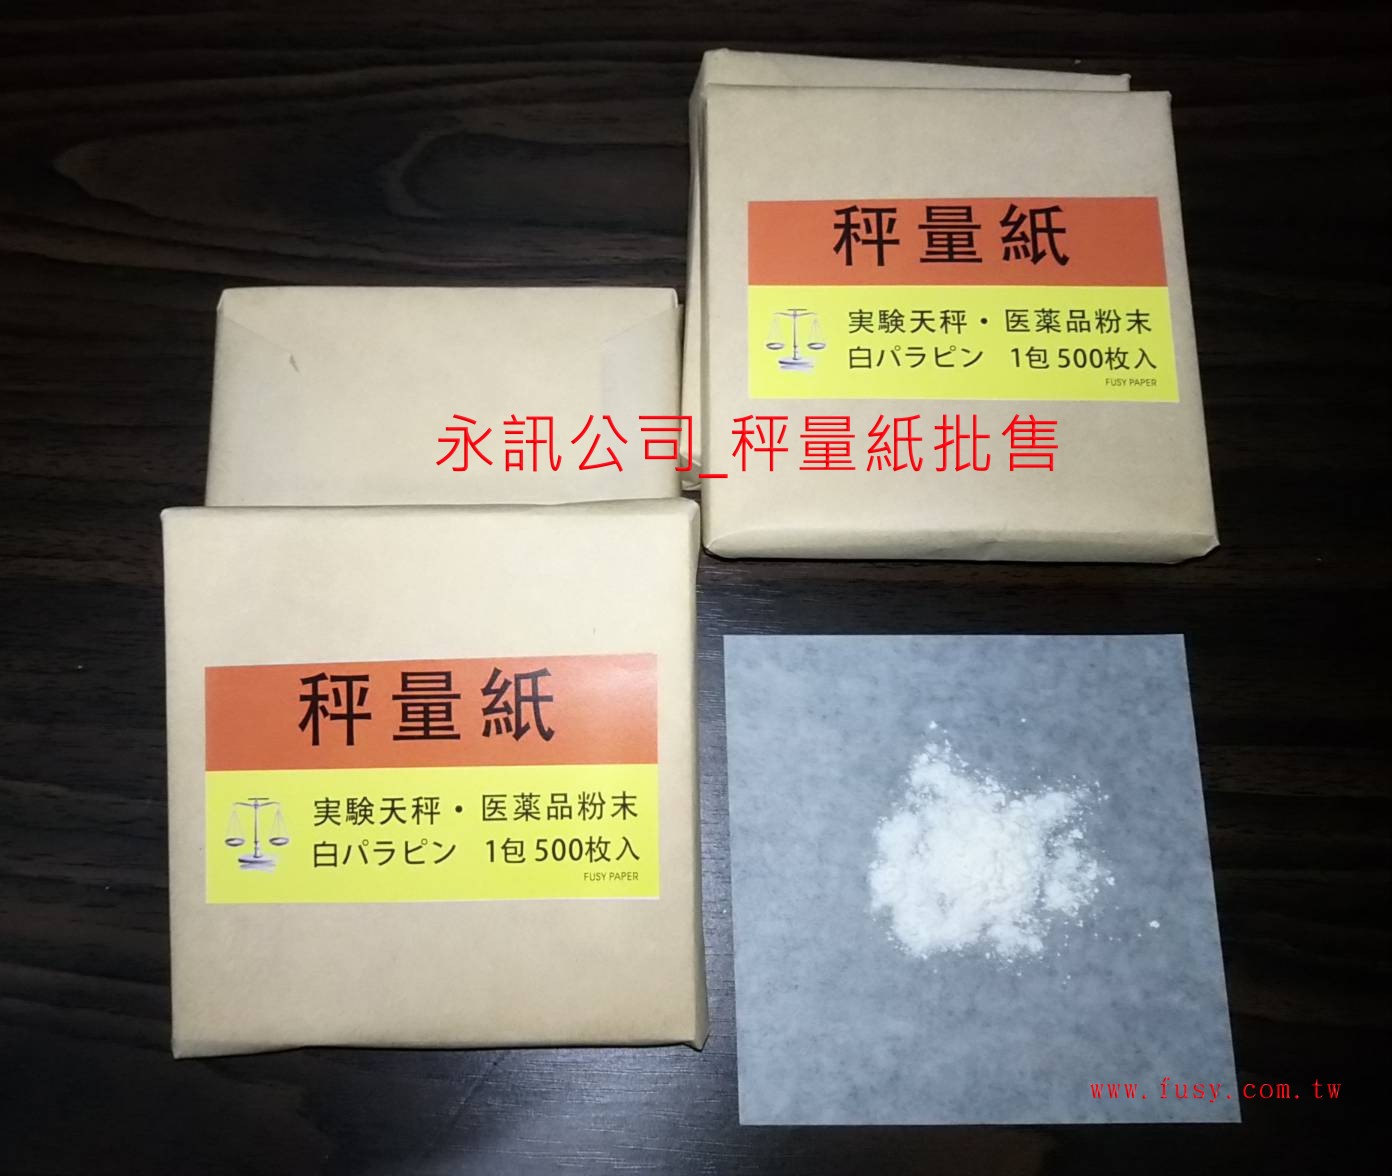 秤量紙
実験天秤・医薬品粉末
白パラピン 1包500枚入
FUSY PAPER
永訊公司_秤量紙批售
秤量紙
実験天秤・医薬品粉末
白パラピン 1包500枚入
FUSY PAPER
www.fusy.com.tw